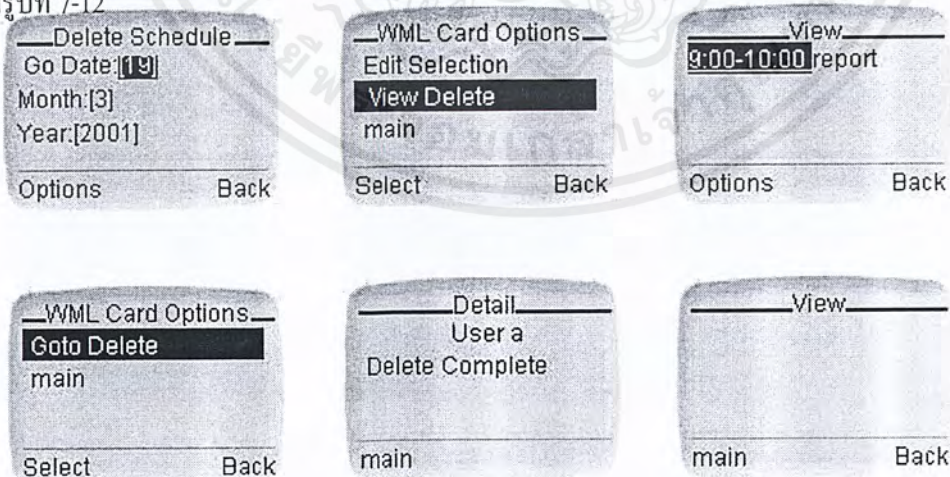 รูปที่ 7-12
Delete Schedule
Go Date:[19]
Month:[3]
Year:[2001]
Options Back
WML Card Options
Edit Selection
View Delete
main
Select Back
View
9:00-10:00 report
Options Back
WML Card Options
Goto Delete
main
Select Back
Detail
User a
Delete Complete
main
View
main Back